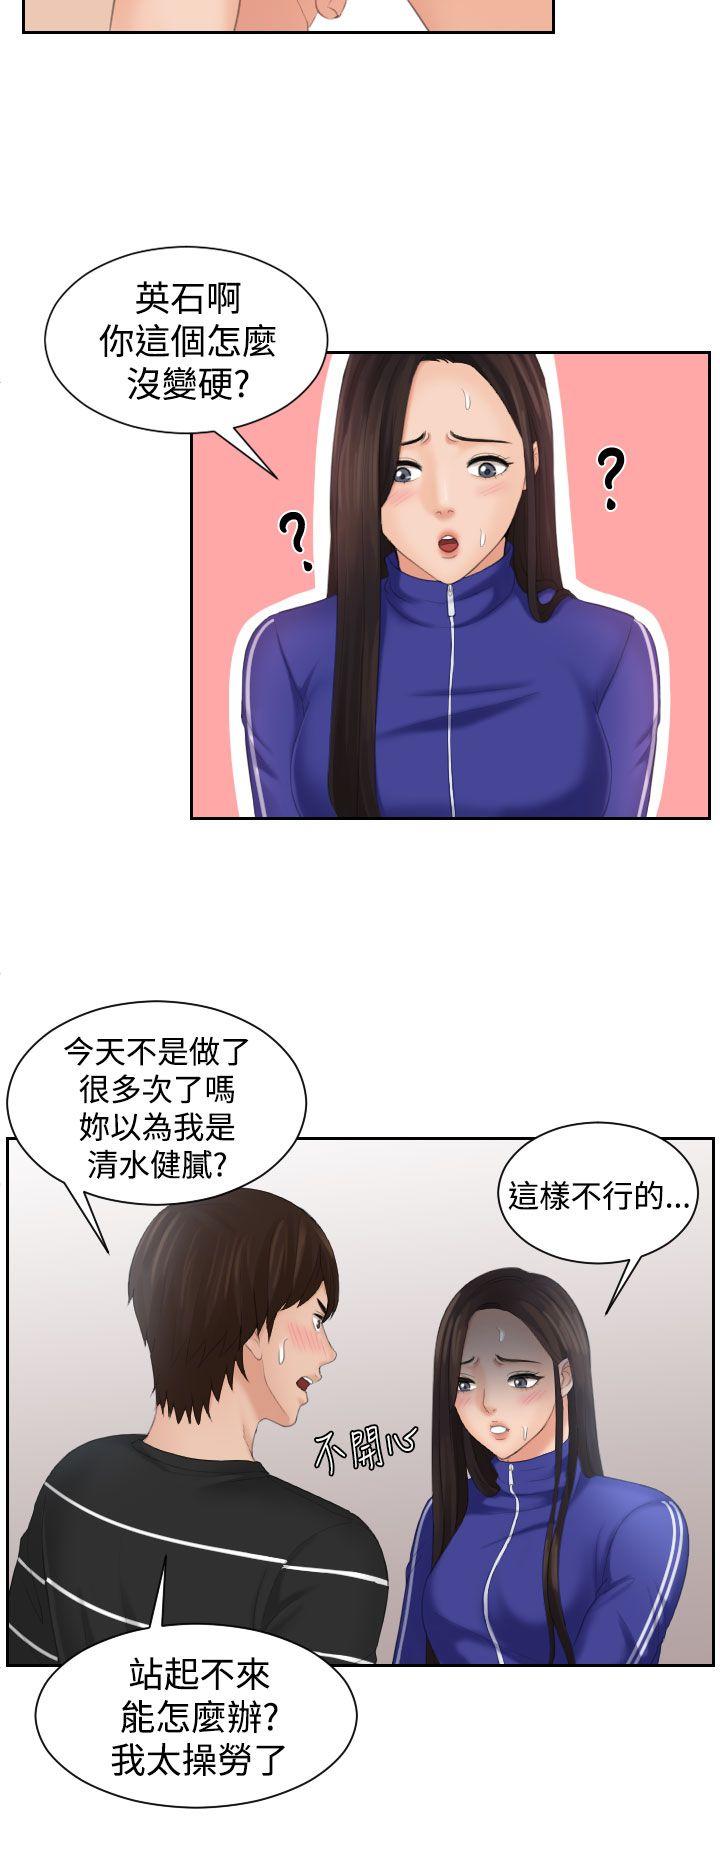 英石啊
你這個怎麼
沒變硬?
?
?
今天不是做了
很多次了嗎
妳以為我是
清水健膩?
這樣不行的...
不開心
站起不來
能怎麼辦?
我太操勞了